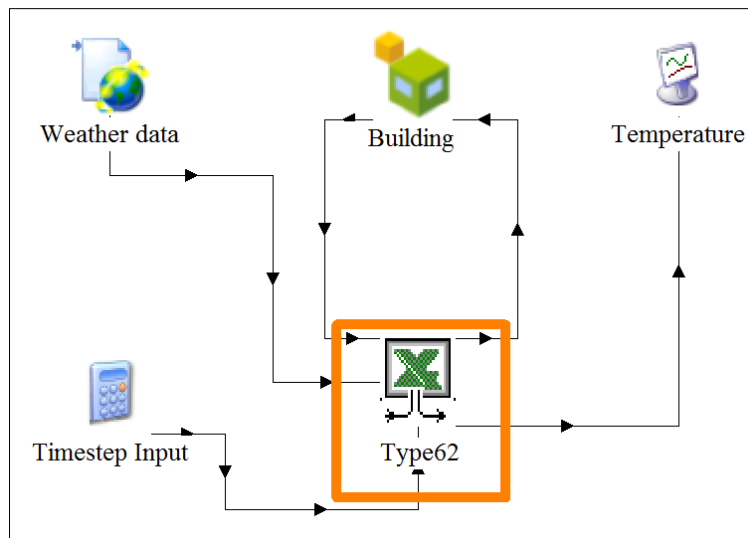 Weather data
Building
Temperature
Timestep Input
Type62